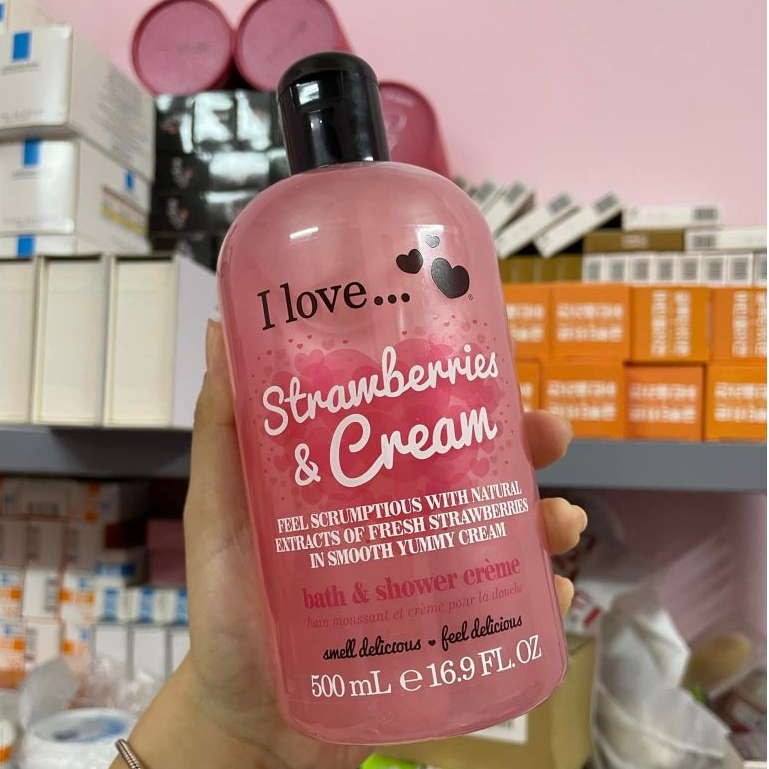 I love...
Strawberries
& Cream
FEEL SCRUMPTIOUS WITH NATURAL
EXTRACTS OF FRESH STRAWBERRIES
IN SMOOTH YUMMY CREAM
bath & shower crème
bain moussant et crème pour la douche
smell delicious ♥ feel delicious
500 mL ℮ 16.9 FL. OZ